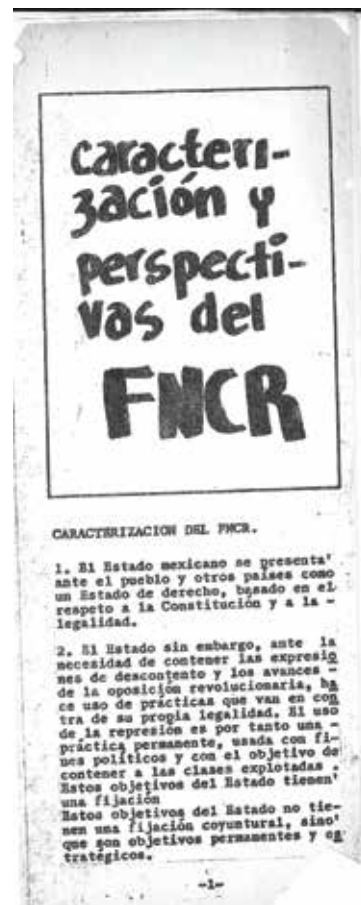 caracteri-
zación y
perspecti-
vas del
FNCR
CARACTERIZACION DEL FNCR.
1. El Estado mexicano se presenta'
ante el pueblo y otros países como
un Estado de derecho, basado en el
respeto a la Constitución y a la -
legalidad.
2. El Estado sin embargo, ante la
necesidad de contener las expresio
nes de descontento y los avances -
de la oposición revolucionaria, ha
ce uso de prácticas que van en con
tra de su propia legalidad. El uso
de la represión es por tanto una -
práctica permanente, usada con fi-
nes políticos y con el objetivo de
contener a las clases explotadas .
Estos objetivos del Estado tienen'
una fijación
Estos objetivos del Estado no tie-
nen una fijación coyuntural, sino'
que son objetivos permanentes y es
tratégicos.
-1-